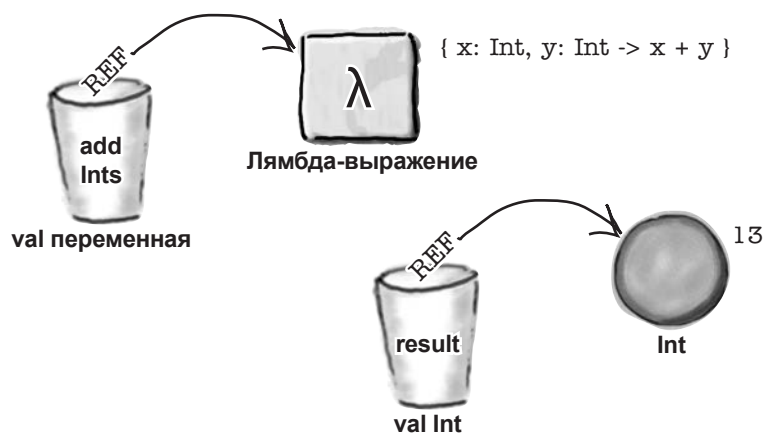 REF
{ x: Int, y: Int -> x + y }
λ
add
Ints
Лямбда-выражение
val переменная
REF
13
result
Int
val Int